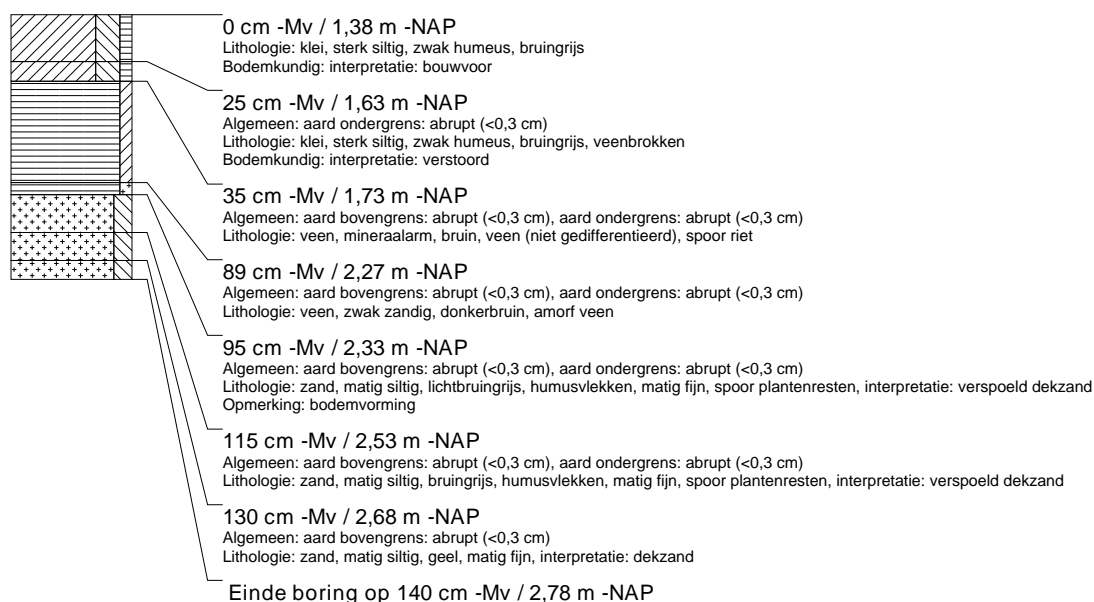 0 cm -Mv / 1,38 m -NAP
Lithologie: klei, sterk siltig, zwak humeus, bruingrijs
Bodemkundig: interpretatie: bouwvoor
25 cm -Mv / 1,63 m -NAP
Algemeen: aard ondergrens: abrupt (<0,3 cm)
Lithologie: klei, sterk siltig, zwak humeus, bruingrijs, veenbrokken
Bodemkundig: interpretatie: verstoord
35 cm -Mv / 1,73 m -NAP
Algemeen: aard bovengrens: abrupt (<0,3 cm), aard ondergrens: abrupt (<0,3 cm)
Lithologie: veen, mineraalarm, bruin, veen (niet gedifferentieerd), spoor riet
89 cm -Mv / 2,27 m -NAP
Algemeen: aard bovengrens: abrupt (<0,3 cm), aard ondergrens: abrupt (<0,3 cm)
Lithologie: veen, zwak zandig, donkerbruin, amorf veen
95 cm -Mv / 2,33 m -NAP
Algemeen: aard bovengrens: abrupt (<0,3 cm), aard ondergrens: abrupt (<0,3 cm)
Lithologie: zand, matig siltig, lichtbruingrijs, humusvlekken, matig fijn, spoor plantenresten, interpretatie: verspoeld dekzand
Opmerking: bodemvorming
115 cm -Mv / 2,53 m -NAP
Algemeen: aard bovengrens: abrupt (<0,3 cm), aard ondergrens: abrupt (<0,3 cm)
Lithologie: zand, matig siltig, bruingrijs, humusvlekken, matig fijn, spoor plantenresten, interpretatie: verspoeld dekzand
130 cm -Mv / 2,68 m -NAP
Algemeen: aard bovengrens: abrupt (<0,3 cm)
Lithologie: zand, matig siltig, geel, matig fijn, interpretatie: dekzand
Einde boring op 140 cm -Mv / 2,78 m -NAP